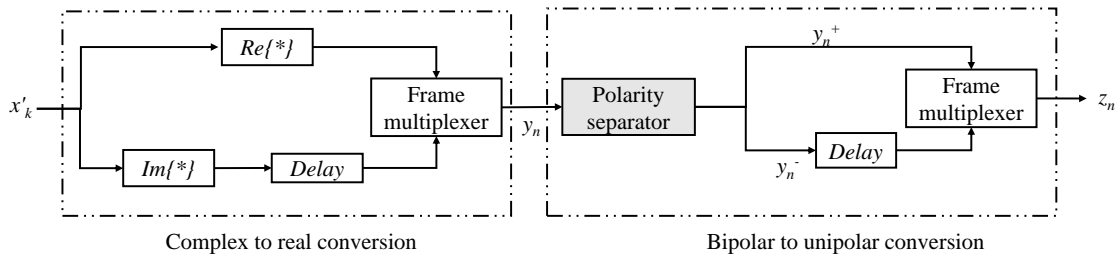 x'k
Re{*}
Im{*}
Delay
Frame
multiplexer
yn
Complex to real conversion
Polarity
separator
yn+
yn-
Delay
Frame
multiplexer
zn
Bipolar to unipolar conversion